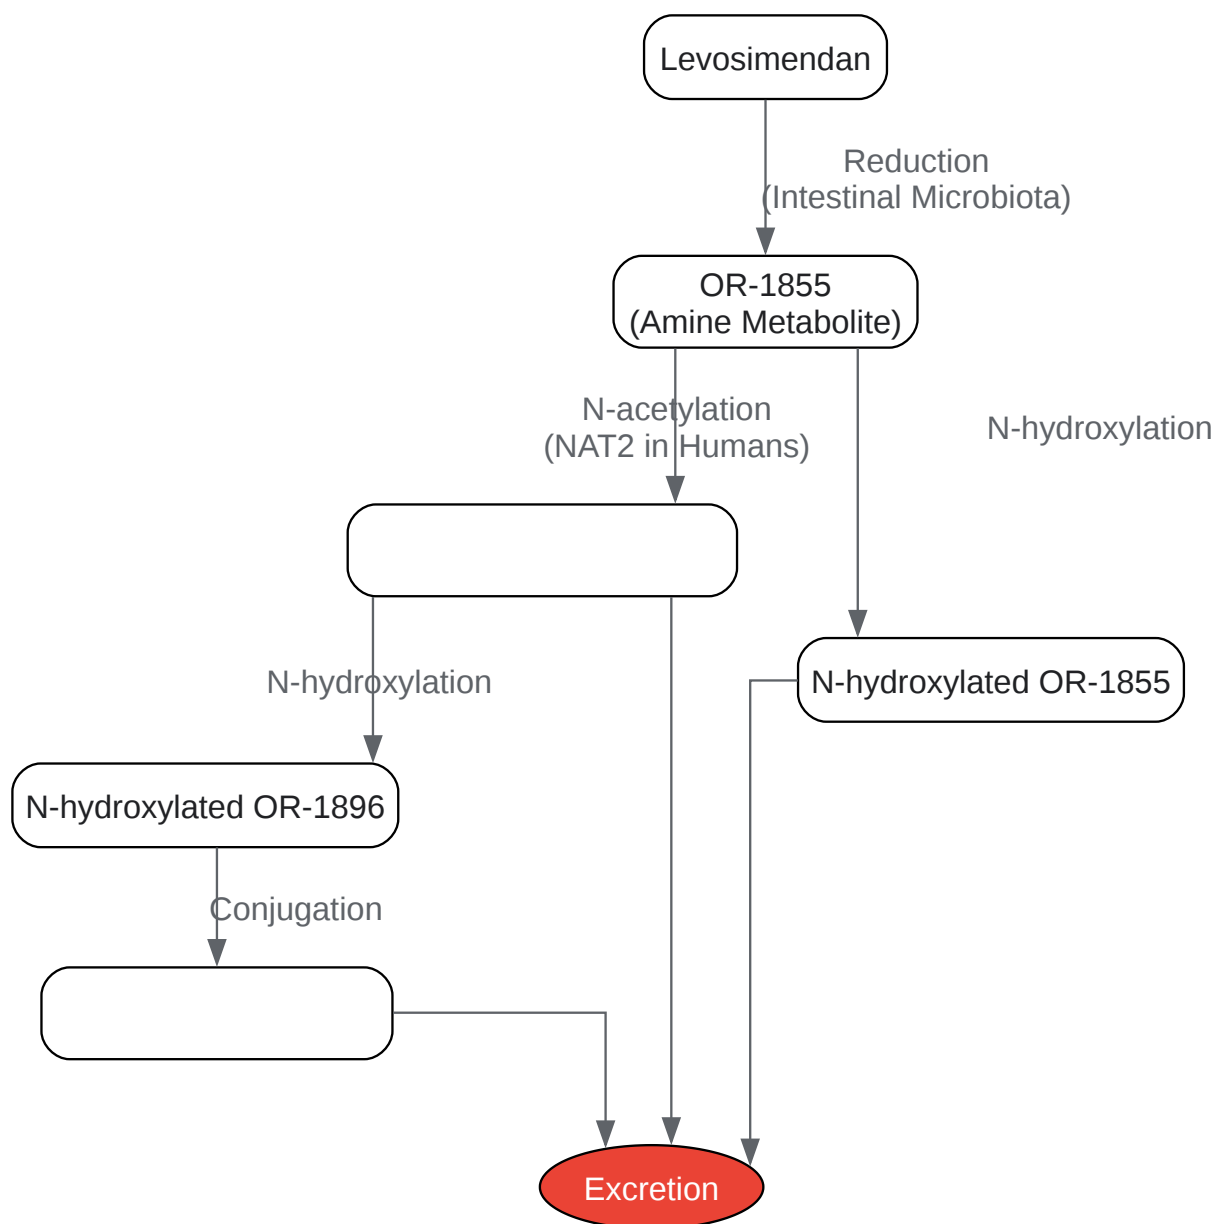 Levosimendan
Reduction
(Intestinal Microbiota)
OR-1855
(Amine Metabolite)
N-acetylation
(NAT2 in Humans)
N-hydroxylation
N-hydroxylation
N-hydroxylated OR-1855
N-hydroxylated OR-1896
Conjugation
Excretion